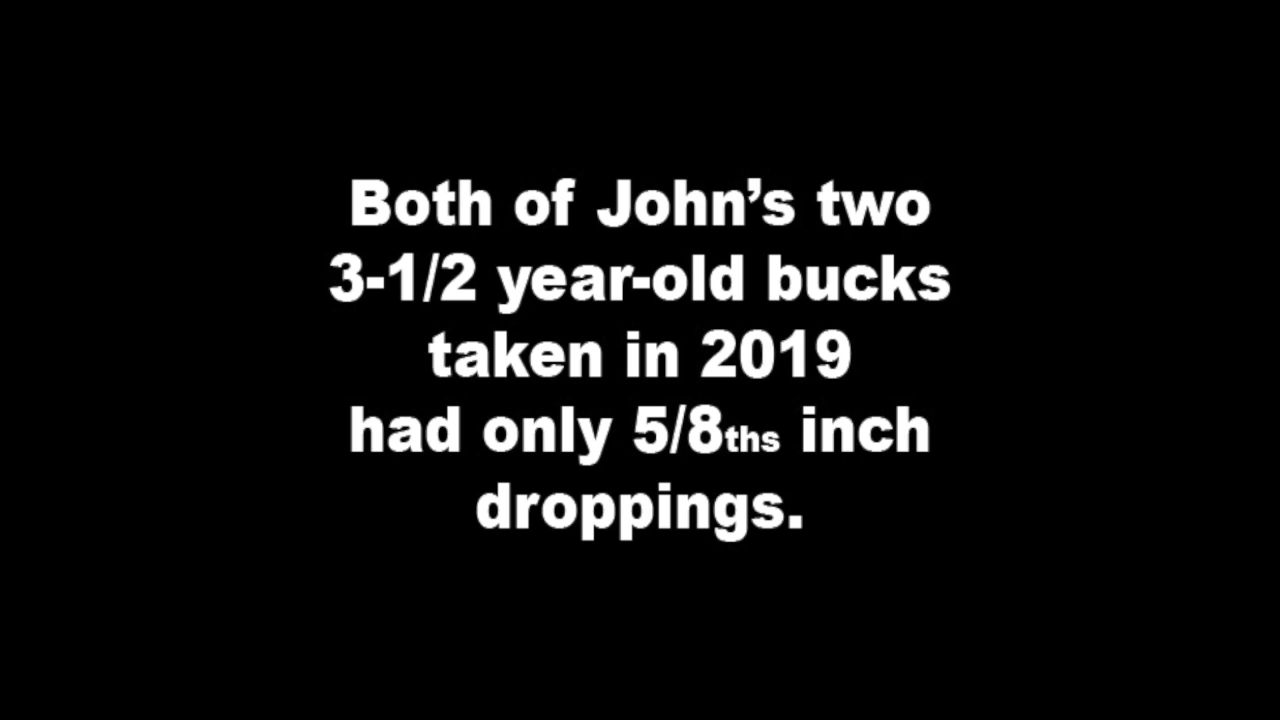 Both of John’s two
3-1/2 year-old bucks
taken in 2019
had only 5/8ths inch
droppings.